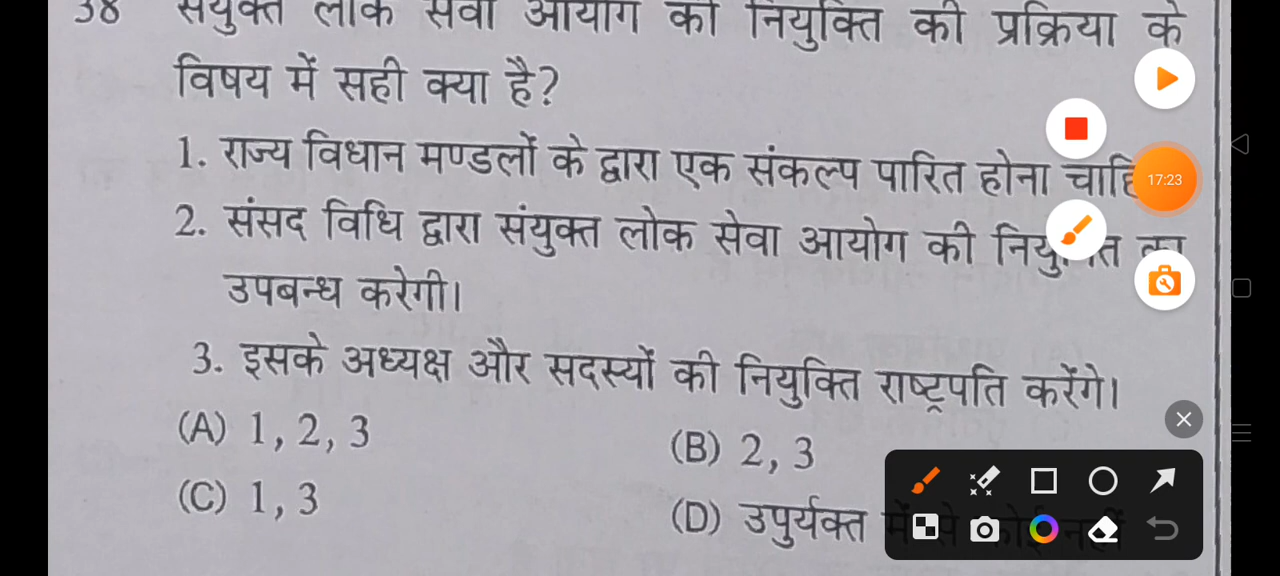 38 संयुक्त लोक सेवा आयोग की नियुक्ति की प्रक्रिया के
विषय में सही क्या है?
1. राज्य विधान मण्डलों के द्वारा एक संकल्प पारित होना
17:23
2. संसद विधि द्वारा संयुक्त लोक सेवा आयोग की
उपबन्ध करेगी।
3. इसके अध्यक्ष और सदस्यों की नियुक्ति राष्ट्रपति करेंगे।
(A) 1, 2, 3
(B) 2, 3
(C) 1, 3
(D) उपुर्यक्त में से कोई नहीं